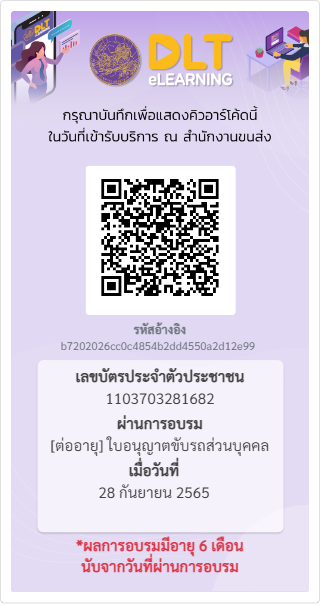 DLT
eLEARNING
กรุณาบันทึกเพื่อแสดงคิวอาร์โค้ดนี้
ในวันที่เข้ารับบริการ ณ สำนักงานขนส่ง
รหัสอ้างอิง
b7202026cc0c4854b2dd4550a2d12e99
เลขบัตรประจำตัวประชาชน
1103703281682
ผ่านการอบรม
[ต่ออายุ] ใบอนุญาตขับรถส่วนบุคคล
เมื่อวันที่
28 กันยายน 2565
*ผลการอบรมมีอายุ 6 เดือน
นับจากวันที่ผ่านการอบรม